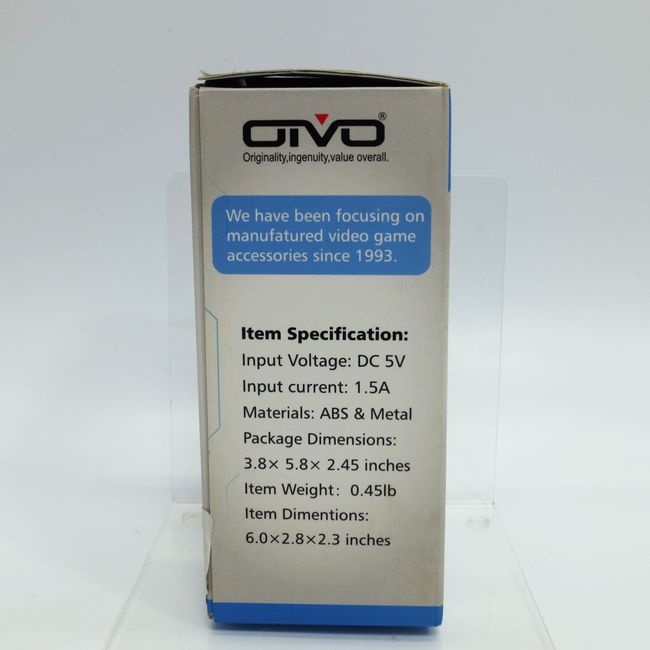 OIVO®
Originality,ingenuity,value overall.
We have been focusing on
manufatured video game
accessories since 1993.
Item Specification:
Input Voltage: DC 5V
Input current: 1.5A
Materials: ABS & Metal
Package Dimensions:
3.8× 5.8× 2.45 inches
Item Weight: 0.45lb
Item Dimentions:
6.0×2.8×2.3 inches